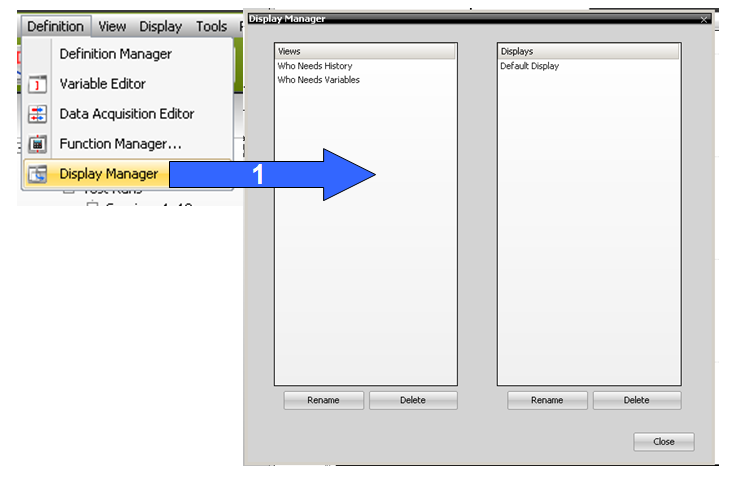 Definition View Display Tools
Definition Manager
Variable Editor
Data Acquisition Editor
Function Manager...
Display Manager
1
Display Manager
Views
Who Needs History
Who Needs Variables
Displays
Default Display
Rename Delete
Rename Delete
Close